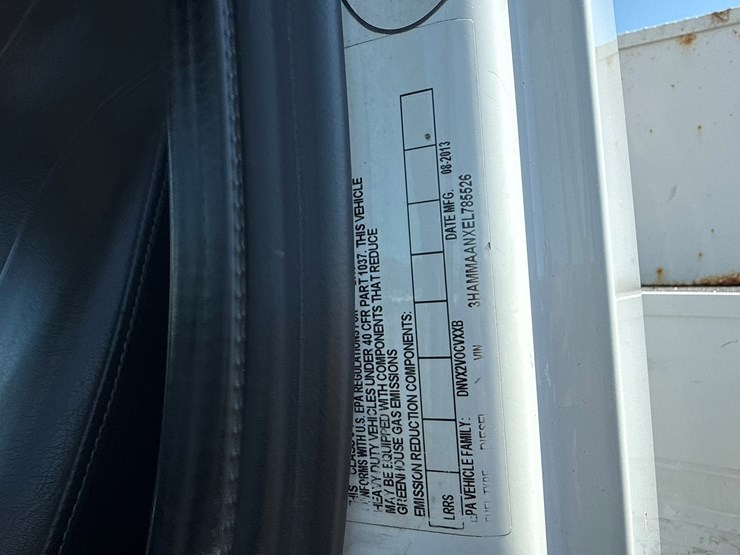 THIS
CONFORMS WITH U.S. EPA REGULATIONS FOR
HEAVY DUTY VEHICLES UNDER 40 CFR PART 1037. THIS VEHICLE
MAY BE EQUIPPED WITH COMPONENTS THAT REDUCE
GREENHOUSE GAS EMISSIONS
EMISSION REDUCTION COMPONENTS:
LRRS
EPA VEHICLE FAMILY: DNVX2VOCVXXB DATE MFG. 08-2013
FUEL TYPE DIESEL VIN 3HAMMAANXEL785526